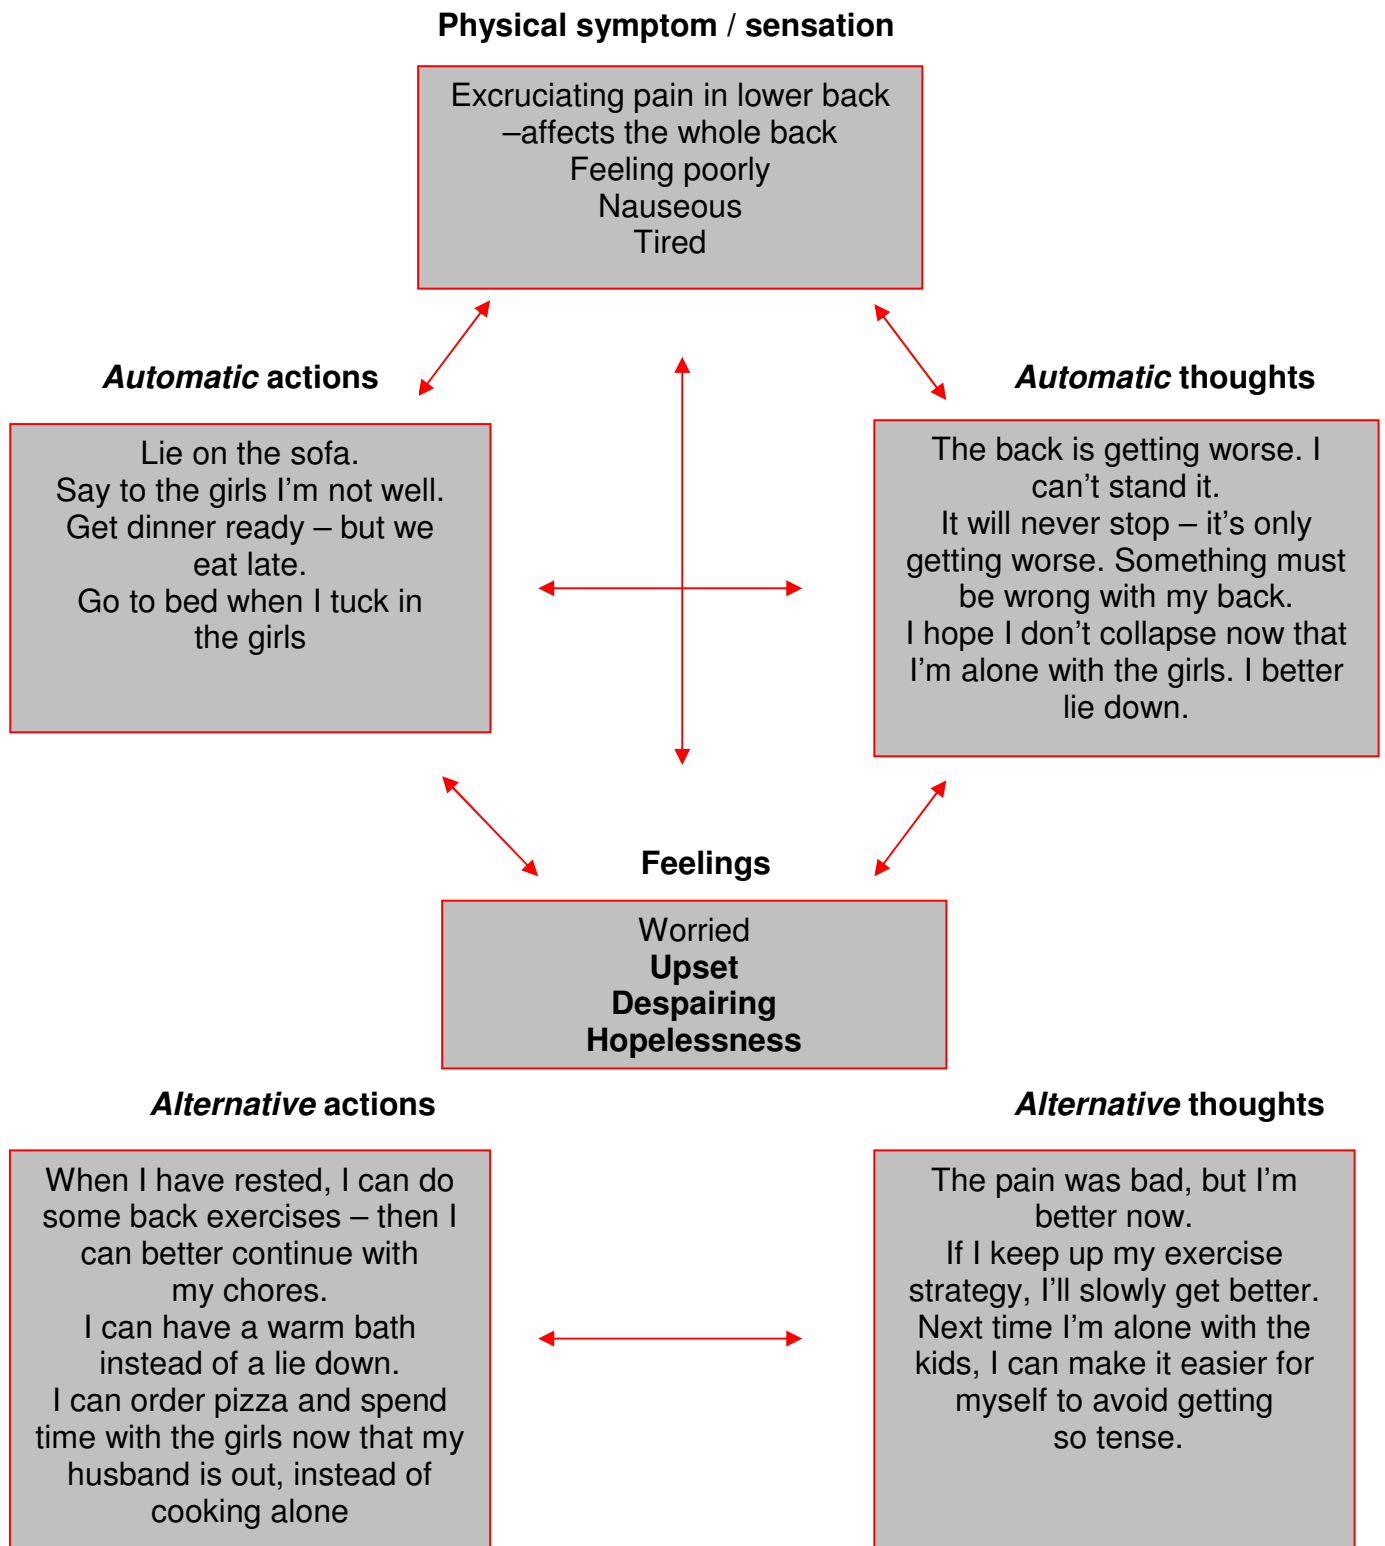 Physical symptom / sensation
Excruciating pain in lower back
–affects the whole back
Feeling poorly
Nauseous
Tired
Automatic actions
Lie on the sofa.
Say to the girls I'm not well.
Get dinner ready – but we
eat late.
Go to bed when I tuck in
the girls
Automatic thoughts
The back is getting worse. I
can't stand it.
It will never stop – it's only
getting worse. Something must
be wrong with my back.
I hope I don't collapse now that
I'm alone with the girls. I better
lie down.
Feelings
Worried
Upset
Despairing
Hopelessness
Alternative actions
When I have rested, I can do
some back exercises – then I
can better continue with
my chores.
I can have a warm bath
instead of a lie down.
I can order pizza and spend
time with the girls now that my
husband is out, instead of
cooking alone
Alternative thoughts
The pain was bad, but I'm
better now.
If I keep up my exercise
strategy, I'll slowly get better.
Next time I'm alone with the
kids, I can make it easier for
myself to avoid getting
so tense.